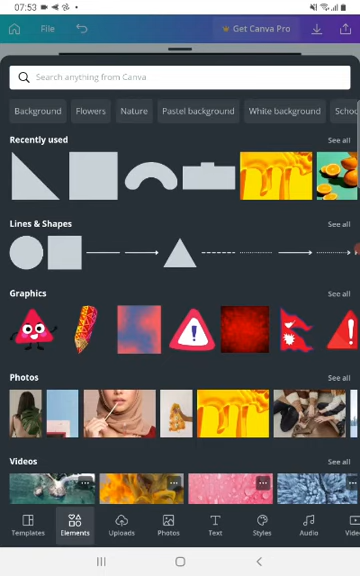 07:53
File
Get Canva Pro
Search anything from Canva
Background Flowers Nature Pastel background White background Schoo
Recently used See all
Lines & Shapes See all
Graphics See all
Photos See all
Videos See all
Templates Elements Uploads Photos Text Styles Audio Video